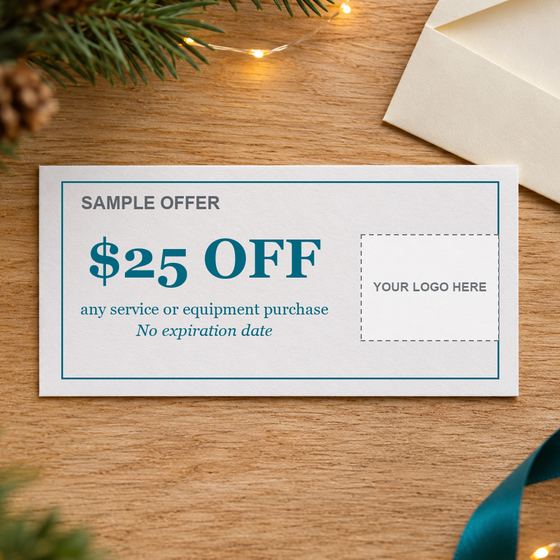 SAMPLE OFFER
$25 OFF
any service or equipment purchase
No expiration date
YOUR LOGO HERE